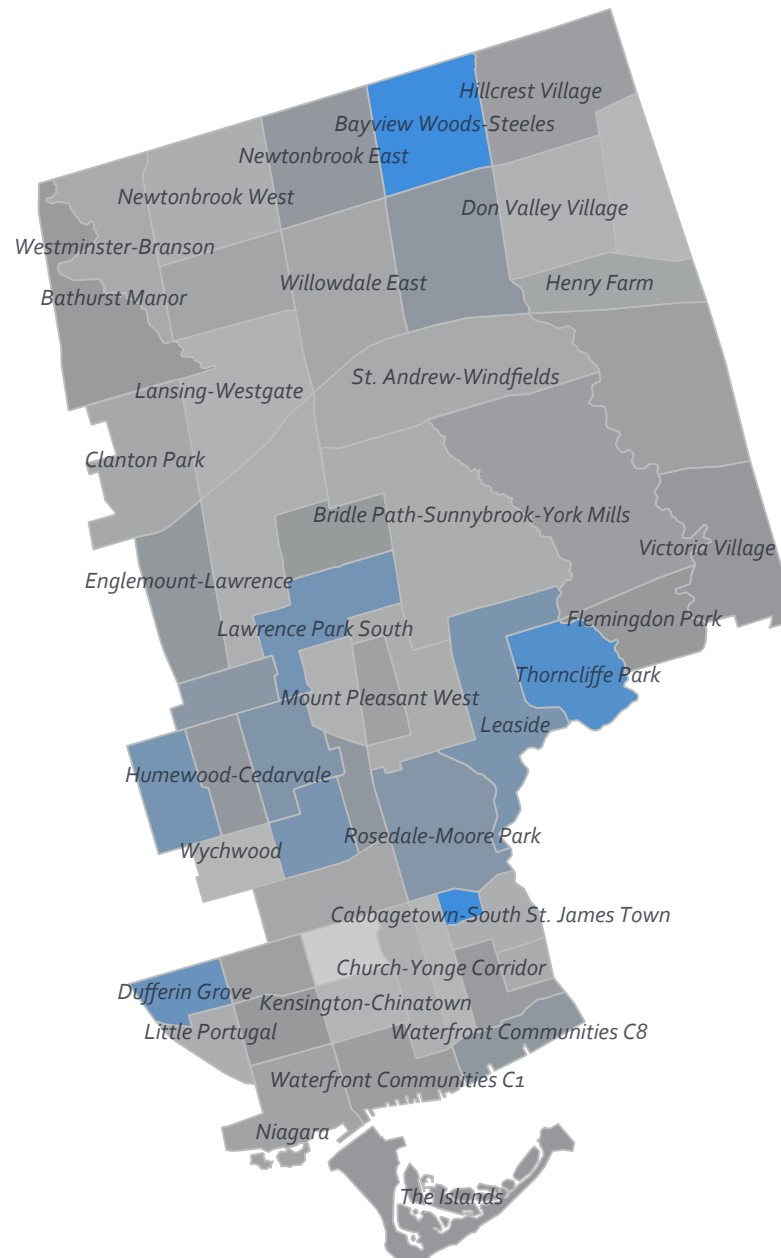 Hillcrest Village
Bayview Woods-Steeles
Newtonbrook East
Newtonbrook West
Don Valley Village
Westminster-Branson
Willowdale East
Henry Farm
Bathurst Manor
St. Andrew-Windfields
Lansing-Westgate
Clanton Park
Bridle Path-Sunnybrook-York Mills
Victoria Village
Englemount-Lawrence
Flemingdon Park
Lawrence Park South
Thorncliffe Park
Mount Pleasant West
Leaside
Humewood-Cedarvale
Rosedale-Moore Park
Wychwood
Cabbagetown-South St. James Town
Church-Yonge Corridor
Dufferin Grove
Kensington-Chinatown
Little Portugal
Waterfront Communities C8
Waterfront Communities C1
Niagara
The Islands